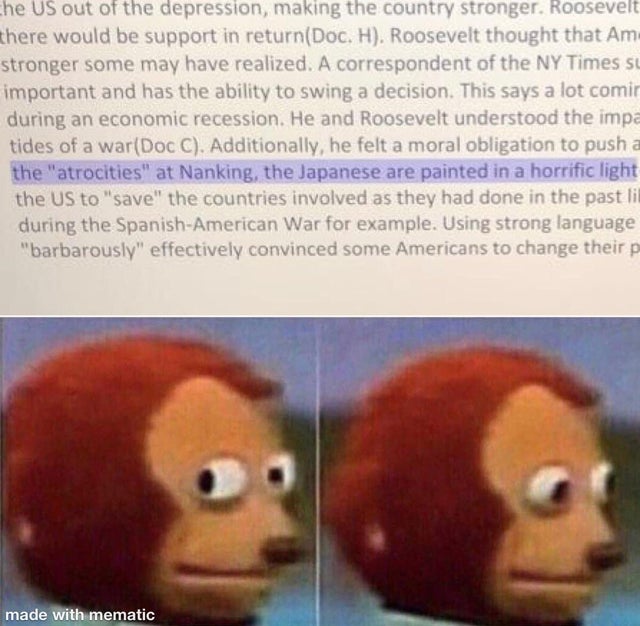 the US out of the depression, making the country stronger. Roosevelt
there would be support in return(Doc. H). Roosevelt thought that Am
stronger some may have realized. A correspondent of the NY Times su
important and has the ability to swing a decision. This says a lot comin
during an economic recession. He and Roosevelt understood the impa
tides of a war(Doc C). Additionally, he felt a moral obligation to push a
the "atrocities" at Nanking, the Japanese are painted in a horrific light
the US to "save" the countries involved as they had done in the past li
during the Spanish-American War for example. Using strong language
"barbarously" effectively convinced some Americans to change their p
made with mematic